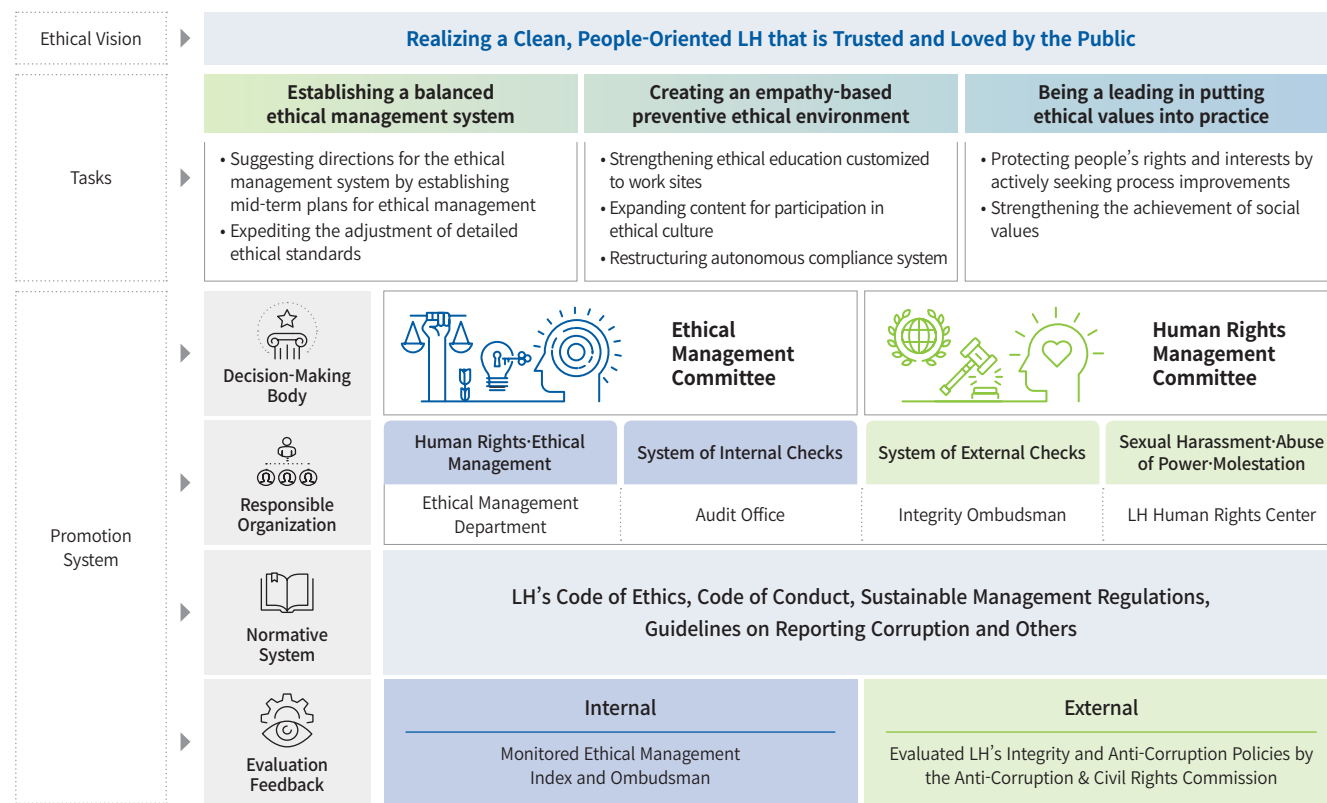 Ethical Vision
Realizing a Clean, People-Oriented LH that is Trusted and Loved by the Public
Tasks
Establishing a balanced
ethical management system
• Suggesting directions for the ethical
management system by establishing
mid-term plans for ethical management
• Expediting the adjustment of detailed
ethical standards
Creating an empathy-based
preventive ethical environment
• Strengthening ethical education customized
to work sites
• Expanding content for participation in
ethical culture
• Restructuring autonomous compliance system
Being a leading in putting
ethical values into practice
• Protecting people's rights and interests by
actively seeking process improvements
• Strengthening the achievement of social
values
Promotion
System
Decision-Making
Body
Ethical
Management
Committee
Human Rights
Management
Committee
Responsible
Organization
Human Rights·Ethical
Management
Ethical Management
Department
System of Internal Checks
Audit Office
System of External Checks
Integrity Ombudsman
Sexual Harassment·Abuse
of Power·Molestation
LH Human Rights Center
Normative
System
LH's Code of Ethics, Code of Conduct, Sustainable Management Regulations,
Guidelines on Reporting Corruption and Others
Evaluation
Feedback
Internal
Monitored Ethical Management
Index and Ombudsman
External
Evaluated LH's Integrity and Anti-Corruption Policies by
the Anti-Corruption & Civil Rights Commission